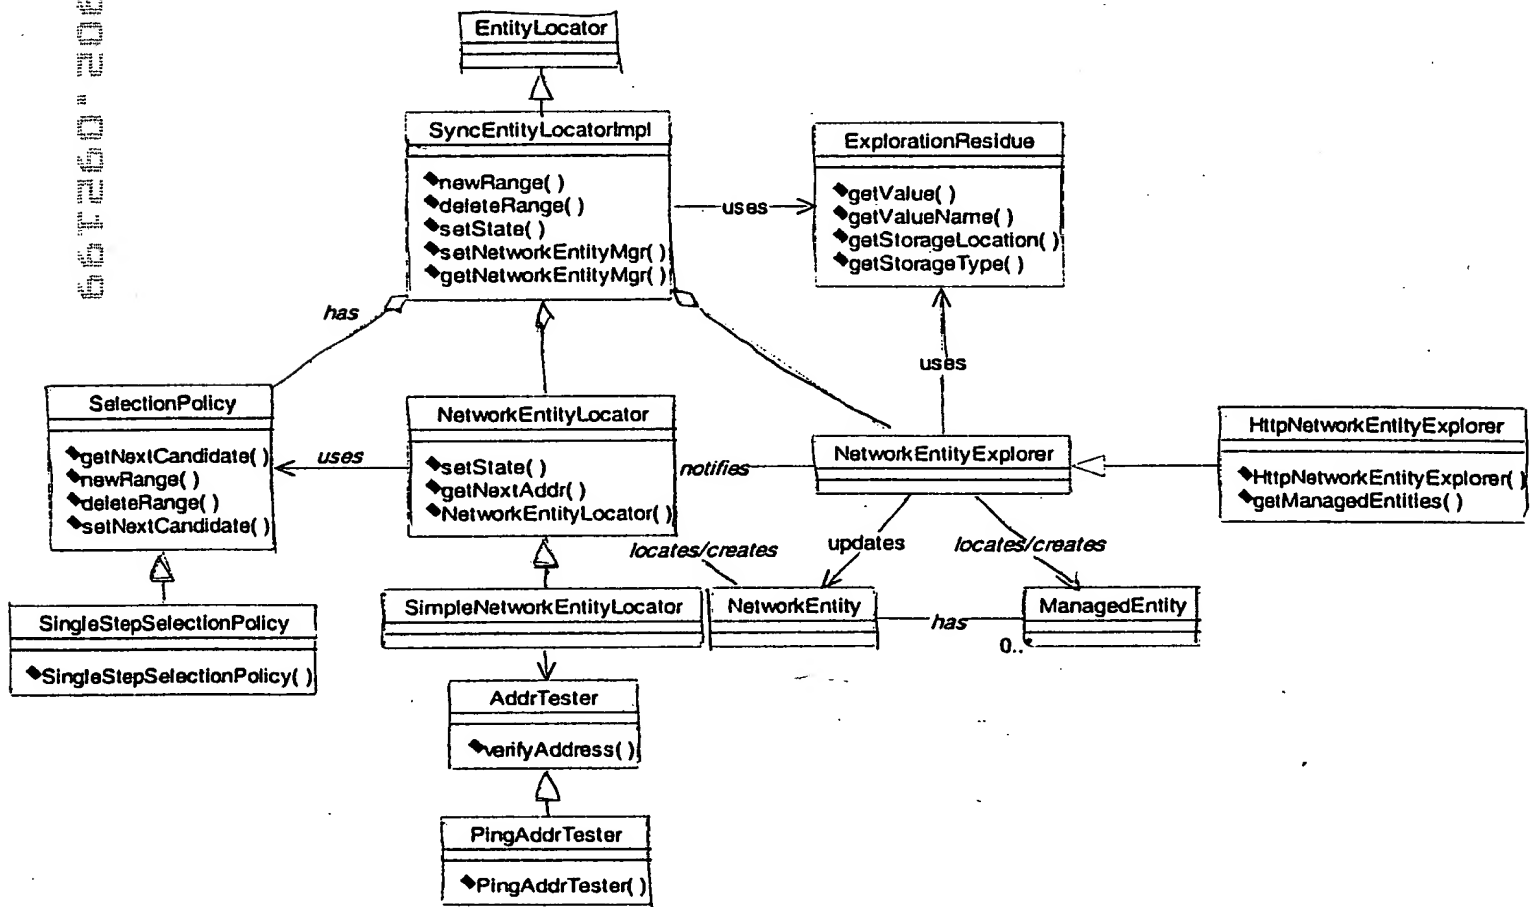 EntityLocator
SyncEntityLocatorImpl
newRange( )
deleteRange( )
setState( )
setNetworkEntityMgr( )
getNetworkEntityMgr( )
uses
ExplorationResidue
getValue( )
getValueName( )
getStorageLocation( )
getStorageType( )
has
uses
SelectionPolicy
getNextCandidate( )
newRange( )
deleteRange( )
setNextCandidate( )
uses
NetworkEntityLocator
setState( )
getNextAddr( )
NetworkEntityLocator( )
notifies
NetworkEntityExplorer
HttpNetworkEntityExplorer
HttpNetworkEntityExplorer( )
getManagedEntities( )
locates/creates
updates
locates/creates
SingleStepSelectionPolicy
SingleStepSelectionPolicy( )
SimpleNetworkEntityLocator
NetworkEntity
has
ManagedEntity
0..*
AddrTester
verifyAddress( )
PingAddrTester
PingAddrTester( )